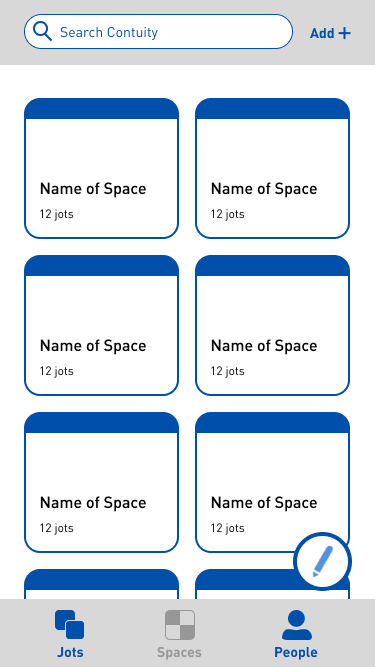 Search Contuity
Add +
Name of Space
12 jots
Name of Space
12 jots
Name of Space
12 jots
Name of Space
12 jots
Name of Space
12 jots
Name of Space
12 jots
Jots
Spaces
People